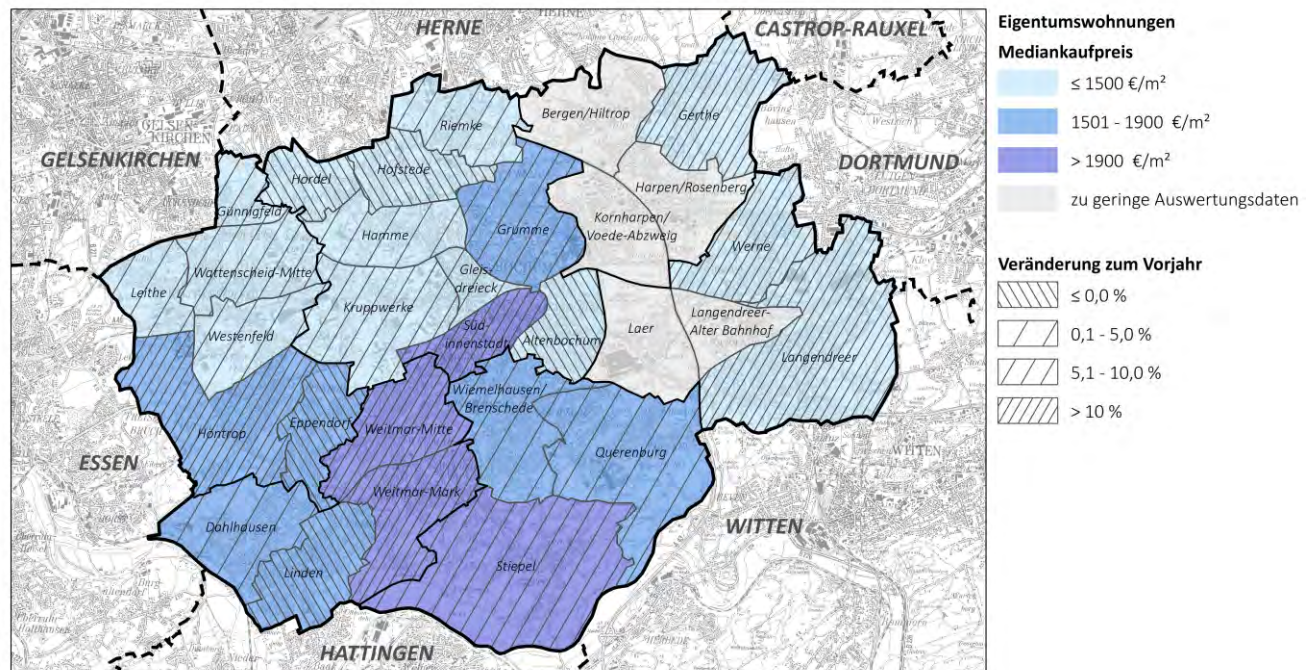 HERNE
CASTROP-RAUXEL
Bergen/Hiltrop
Gerthe
Riemke
GELSENKIRCHEN
DORTMUND
Hofstede
Hordel
Harpen/Rosenberg
Günnigfeld
Grumme
Kornharpen/
Voede-Abzweig
Hamme
Werne
Wattenscheid-Mitte
Gleis-
dreieck
Leithe
Kruppwerke
Westenfeld
Süd-
innenstadt
Altenbochum
Laer
Langendreer-
Alter Bahnhof
Langendreer
Wiemelhausen/
Brenschede
Eppendorf
Weitmar-Mitte
Höntrop
Querenburg
ESSEN
Weitmar-Mark
Dahlhausen
WITTEN
Stiepel
Linden
HATTINGEN
Eigentumswohnungen
Mediankaufpreis
≤ 1500 €/m²
1501 - 1900 €/m²
> 1900 €/m²
zu geringe Auswertungsdaten
Veränderung zum Vorjahr
≤ 0,0 %
0,1 - 5,0 %
5,1 - 10,0 %
> 10 %